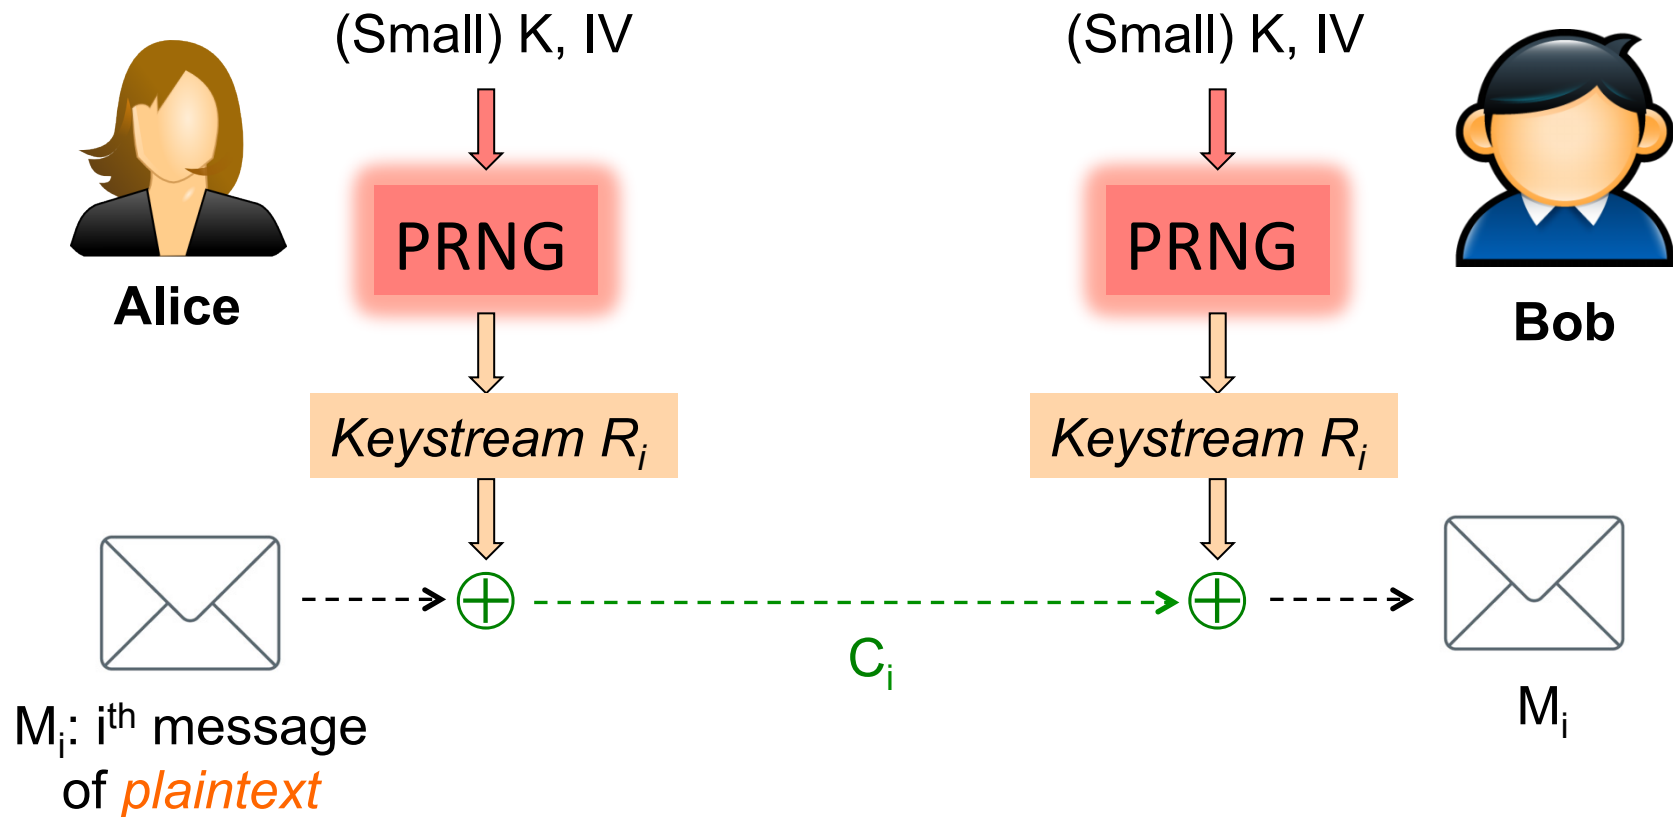 (Small) K, IV
(Small) K, IV
PRNG
PRNG
Alice
Bob
Keystream Rᵢ
Keystream Rᵢ
Cᵢ
Mᵢ: iᵗʰ message
of plaintext
Mᵢ